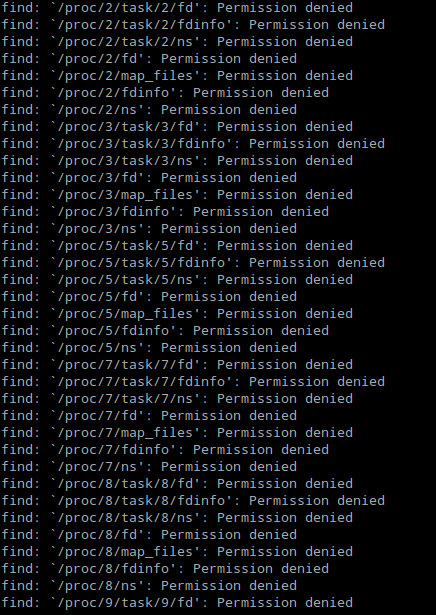 find: `/proc/2/task/2/fd': Permission denied
find: `/proc/2/task/2/fdinfo': Permission denied
find: `/proc/2/task/2/ns': Permission denied
find: `/proc/2/fd': Permission denied
find: `/proc/2/map_files': Permission denied
find: `/proc/2/fdinfo': Permission denied
find: `/proc/2/ns': Permission denied
find: `/proc/3/task/3/fd': Permission denied
find: `/proc/3/task/3/fdinfo': Permission denied
find: `/proc/3/task/3/ns': Permission denied
find: `/proc/3/fd': Permission denied
find: `/proc/3/map_files': Permission denied
find: `/proc/3/fdinfo': Permission denied
find: `/proc/3/ns': Permission denied
find: `/proc/5/task/5/fd': Permission denied
find: `/proc/5/task/5/fdinfo': Permission denied
find: `/proc/5/task/5/ns': Permission denied
find: `/proc/5/fd': Permission denied
find: `/proc/5/map_files': Permission denied
find: `/proc/5/fdinfo': Permission denied
find: `/proc/5/ns': Permission denied
find: `/proc/7/task/7/fd': Permission denied
find: `/proc/7/task/7/fdinfo': Permission denied
find: `/proc/7/task/7/ns': Permission denied
find: `/proc/7/fd': Permission denied
find: `/proc/7/map_files': Permission denied
find: `/proc/7/fdinfo': Permission denied
find: `/proc/7/ns': Permission denied
find: `/proc/8/task/8/fd': Permission denied
find: `/proc/8/task/8/fdinfo': Permission denied
find: `/proc/8/task/8/ns': Permission denied
find: `/proc/8/fd': Permission denied
find: `/proc/8/map_files': Permission denied
find: `/proc/8/fdinfo': Permission denied
find: `/proc/8/ns': Permission denied
find: `/proc/9/task/9/fd': Permission denied